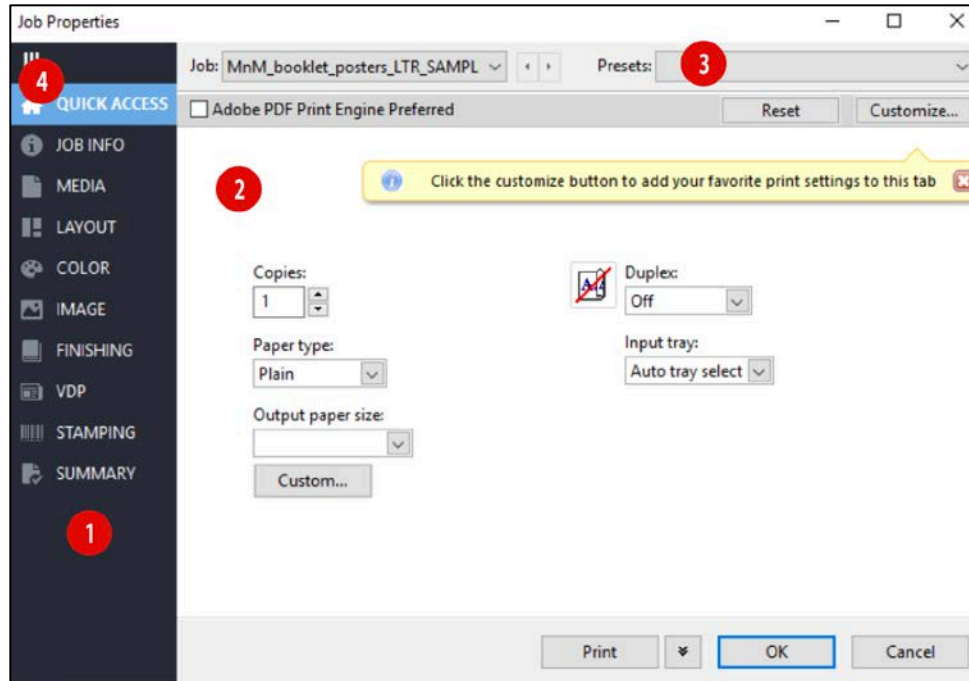 Job Properties
Job: MnM_booklet_posters_LTR_SAMPL
Presets:
3
4
QUICK ACCESS
Adobe PDF Print Engine Preferred
Reset
Customize...
JOB INFO
MEDIA
2
Click the customize button to add your favorite print settings to this tab
LAYOUT
COLOR
IMAGE
FINISHING
VDP
STAMPING
SUMMARY
1
Copies:
1
Duplex:
Off
Paper type:
Plain
Input tray:
Auto tray select
Output paper size:
Custom...
Print
OK
Cancel